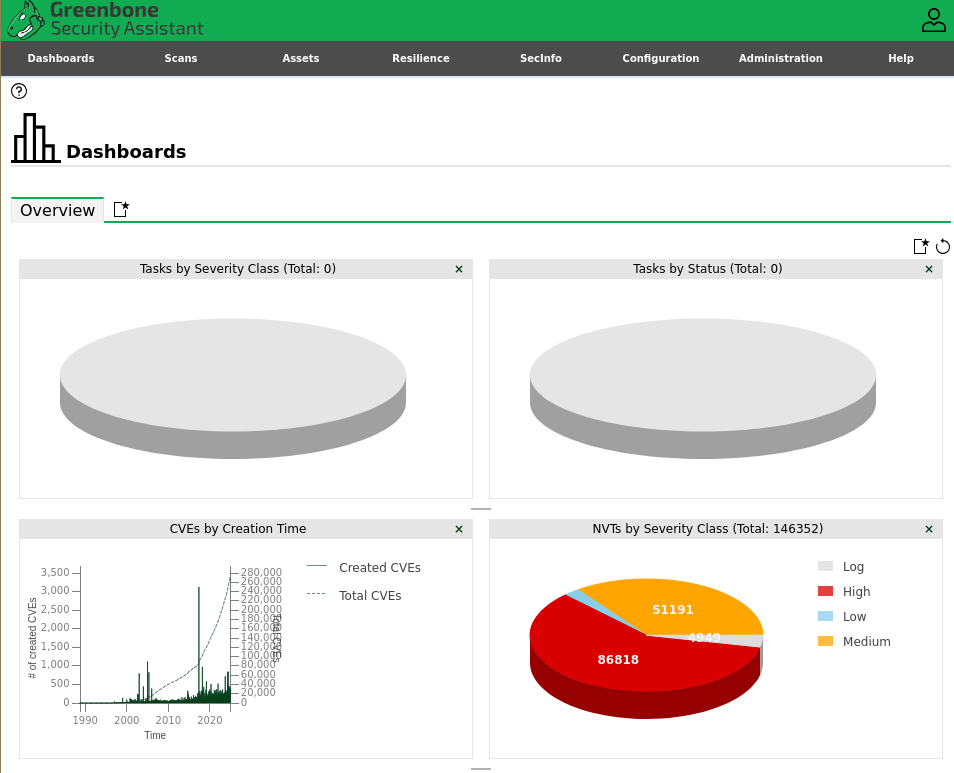 Greenbone
Security Assistant
Dashboards Scans Assets Resilience SecInfo Configuration Administration Help
?
Dashboards
Overview
Tasks by Severity Class (Total: 0) ×
Tasks by Status (Total: 0) ×
CVEs by Creation Time ×
# of created CVEs
3,500
3,000
2,500
2,000
1,500
1,000
500
0
280,000
260,000
240,000
220,000
200,000
180,000
160,000
140,000
120,000
100,000
80,000
60,000
40,000
20,000
0
Total CVEs
1990 2000 2010 2020
Time
Created CVEs
Total CVEs
NVTs by Severity Class (Total: 146352) ×
51191
4949
86818
Log
High
Low
Medium